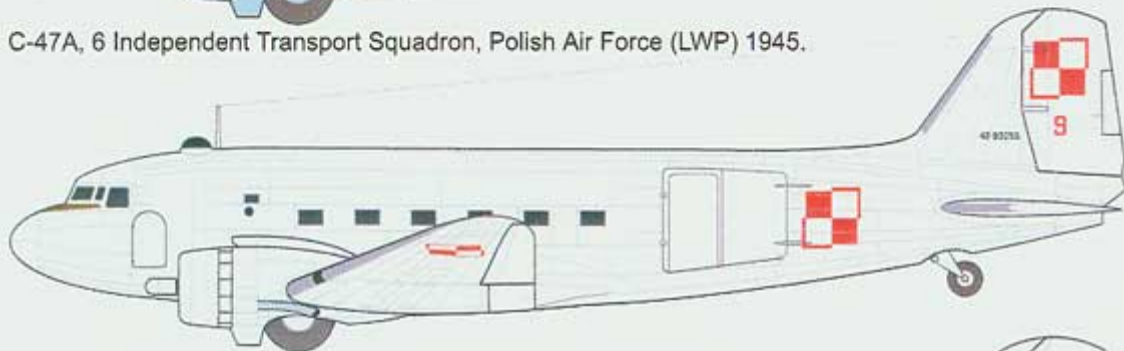 C-47A, 6 Independent Transport Squadron, Polish Air Force (LWP) 1945.
9